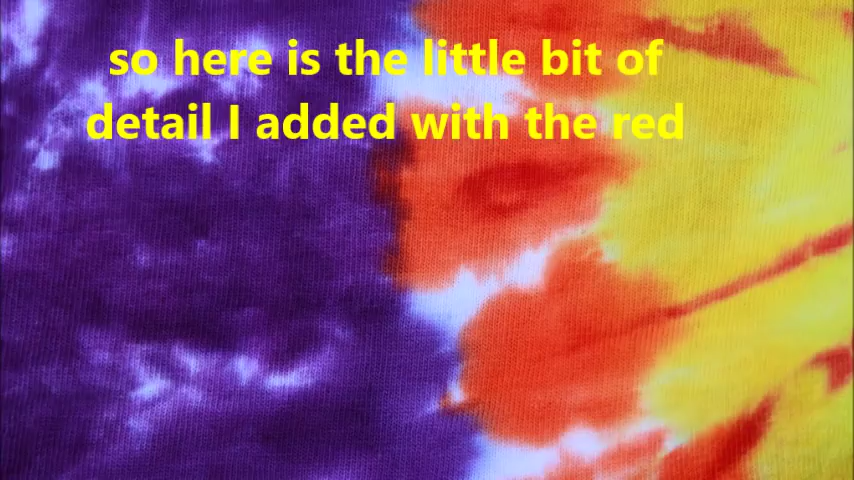 so here is the little bit of
detail I added with the red